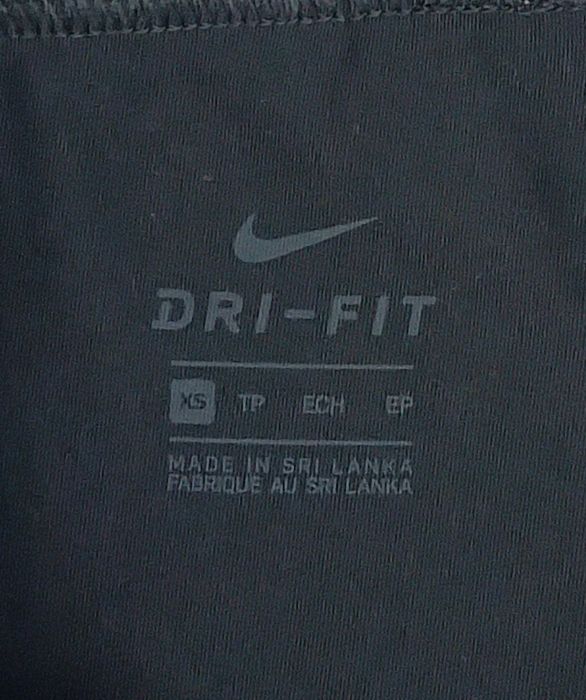 DRI-FIT
XS TP ECH EP
MADE IN SRI LANKA
FABRIQUE AU SRI LANKA